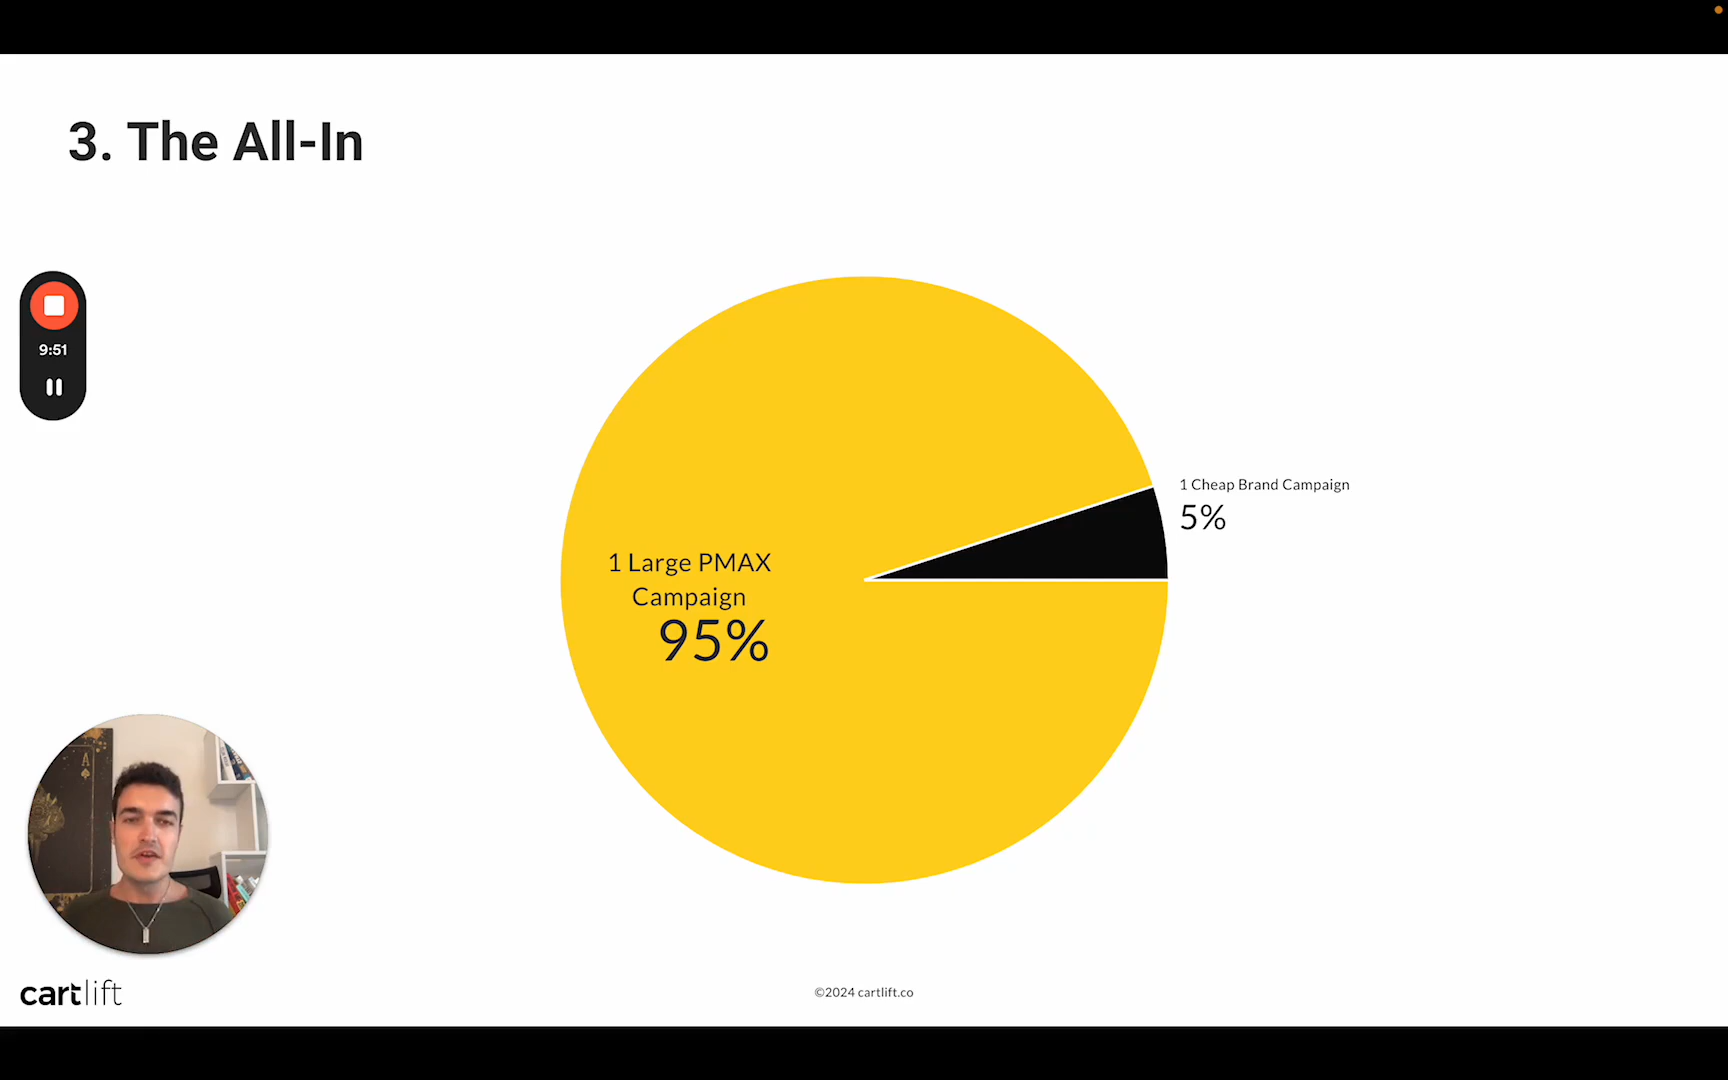 3. The All-In
9:51
1 Cheap Brand Campaign
5%
1 Large PMAX
Campaign
95%
A
cartlift
©2024 cartlift.co